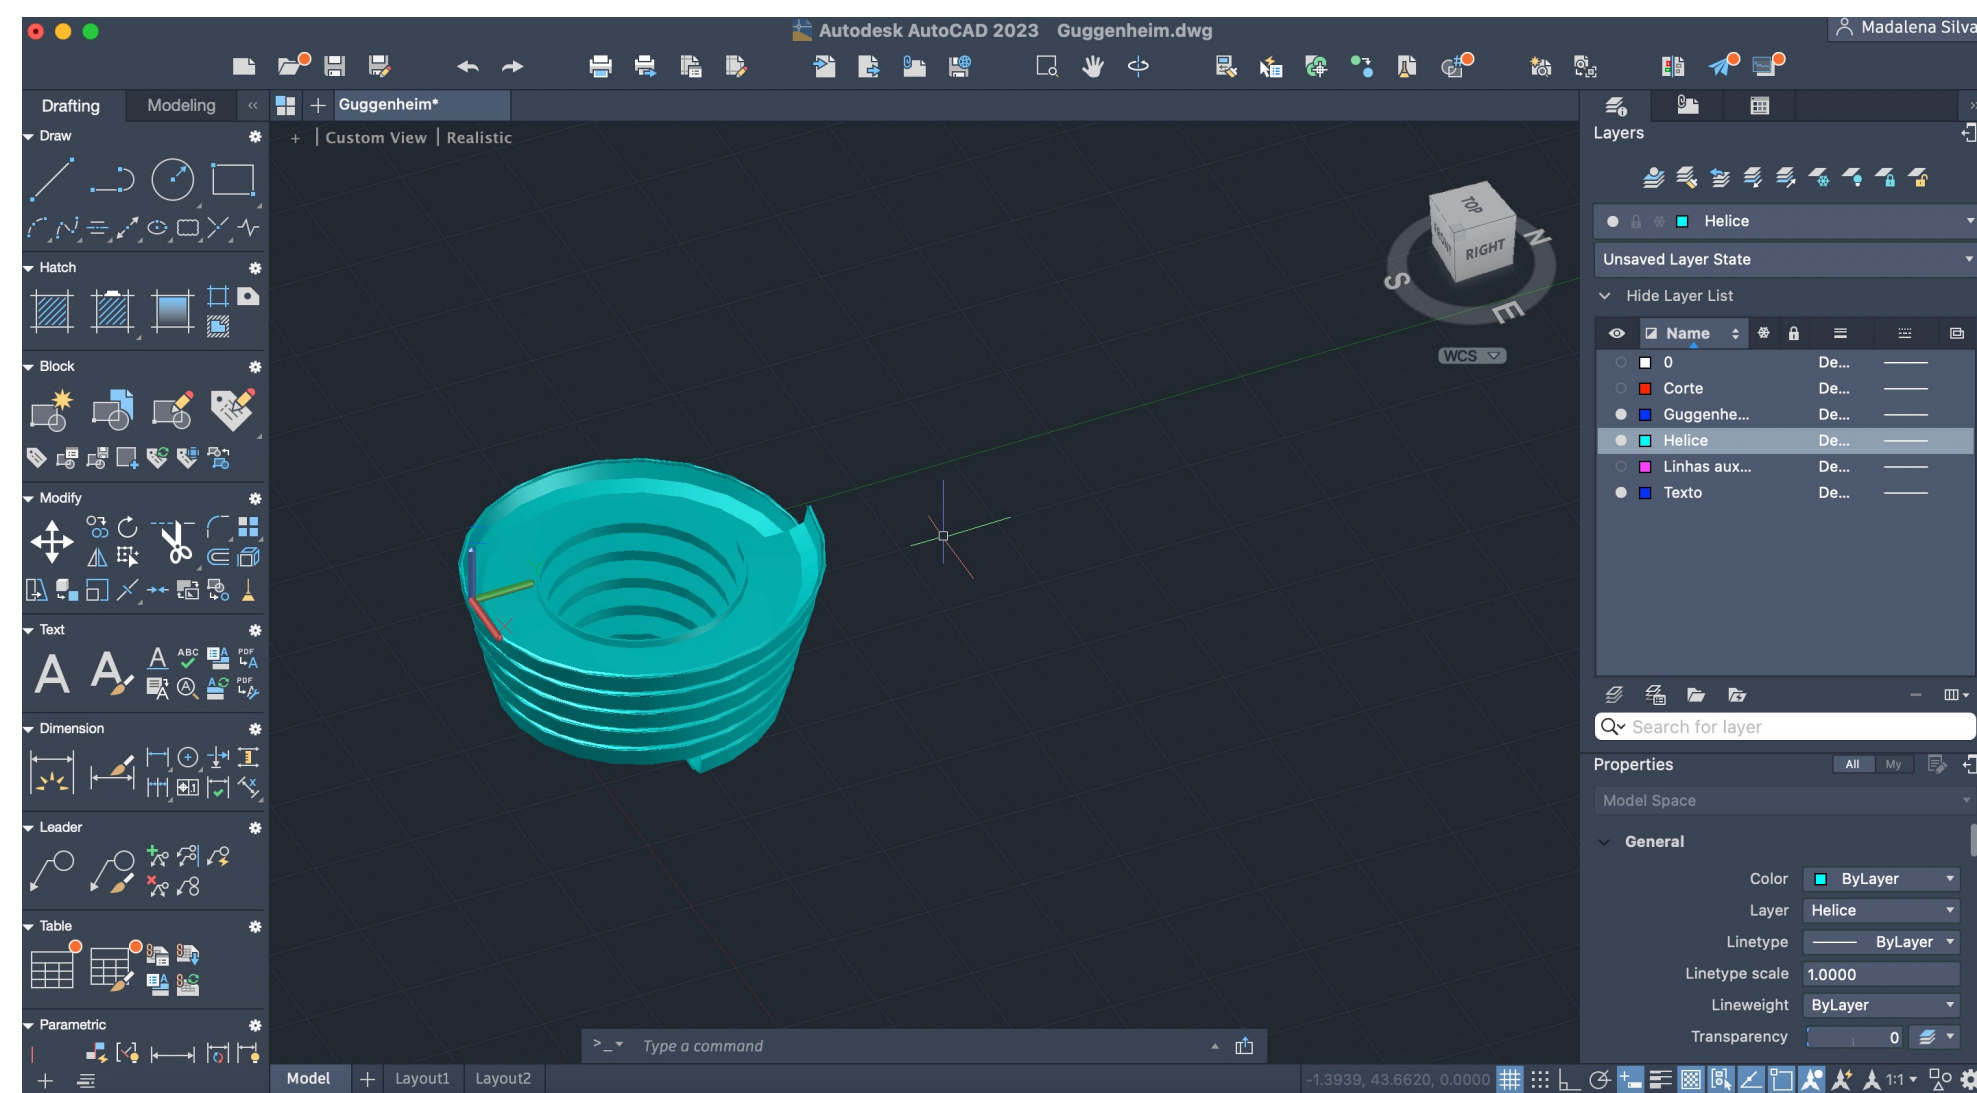 Autodesk AutoCAD 2023 Guggenheim.dwg
Madalena Silva
Drafting Modeling
Guggenheim*
+ | Custom View | Realistic
Draw
Hatch
Block
Modify
Text
A A A ABC A PDF A
A A A PDF
Dimension
Leader
Table
Parametric
TOP
FRONT RIGHT
N
S
E
WCS
Z
Y
X
Layers
Helice
Unsaved Layer State
Hide Layer List
Name
0 De...
Corte De...
Guggenhe... De...
Helice De...
Linhas aux... De...
Texto De...
Search for layer
Properties All My
Model Space
General
Color ByLayer
Layer Helice
Linetype ByLayer
Linetype scale 1.0000
Lineweight ByLayer
Transparency 0
>_ Type a command
Model + Layout1 Layout2
-1.3939, 43.6620, 0.0000
1:1